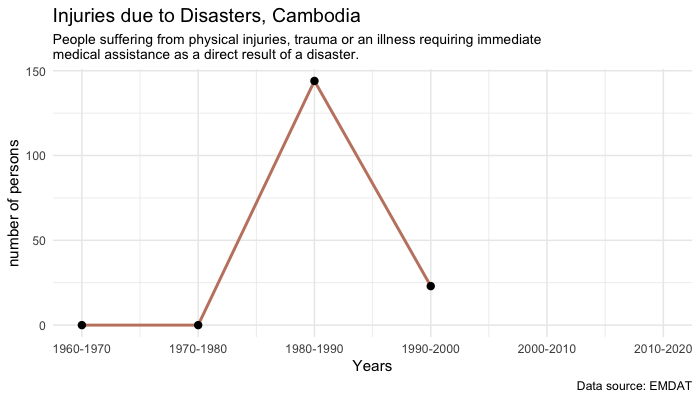 Injuries due to Disasters, Cambodia
People suffering from physical injuries, trauma or an illness requiring immediate
medical assistance as a direct result of a disaster.
150
100
50
0
number of persons
1960-1970 1970-1980 1980-1990 1990-2000 2000-2010 2010-2020
Years
Data source: EMDAT